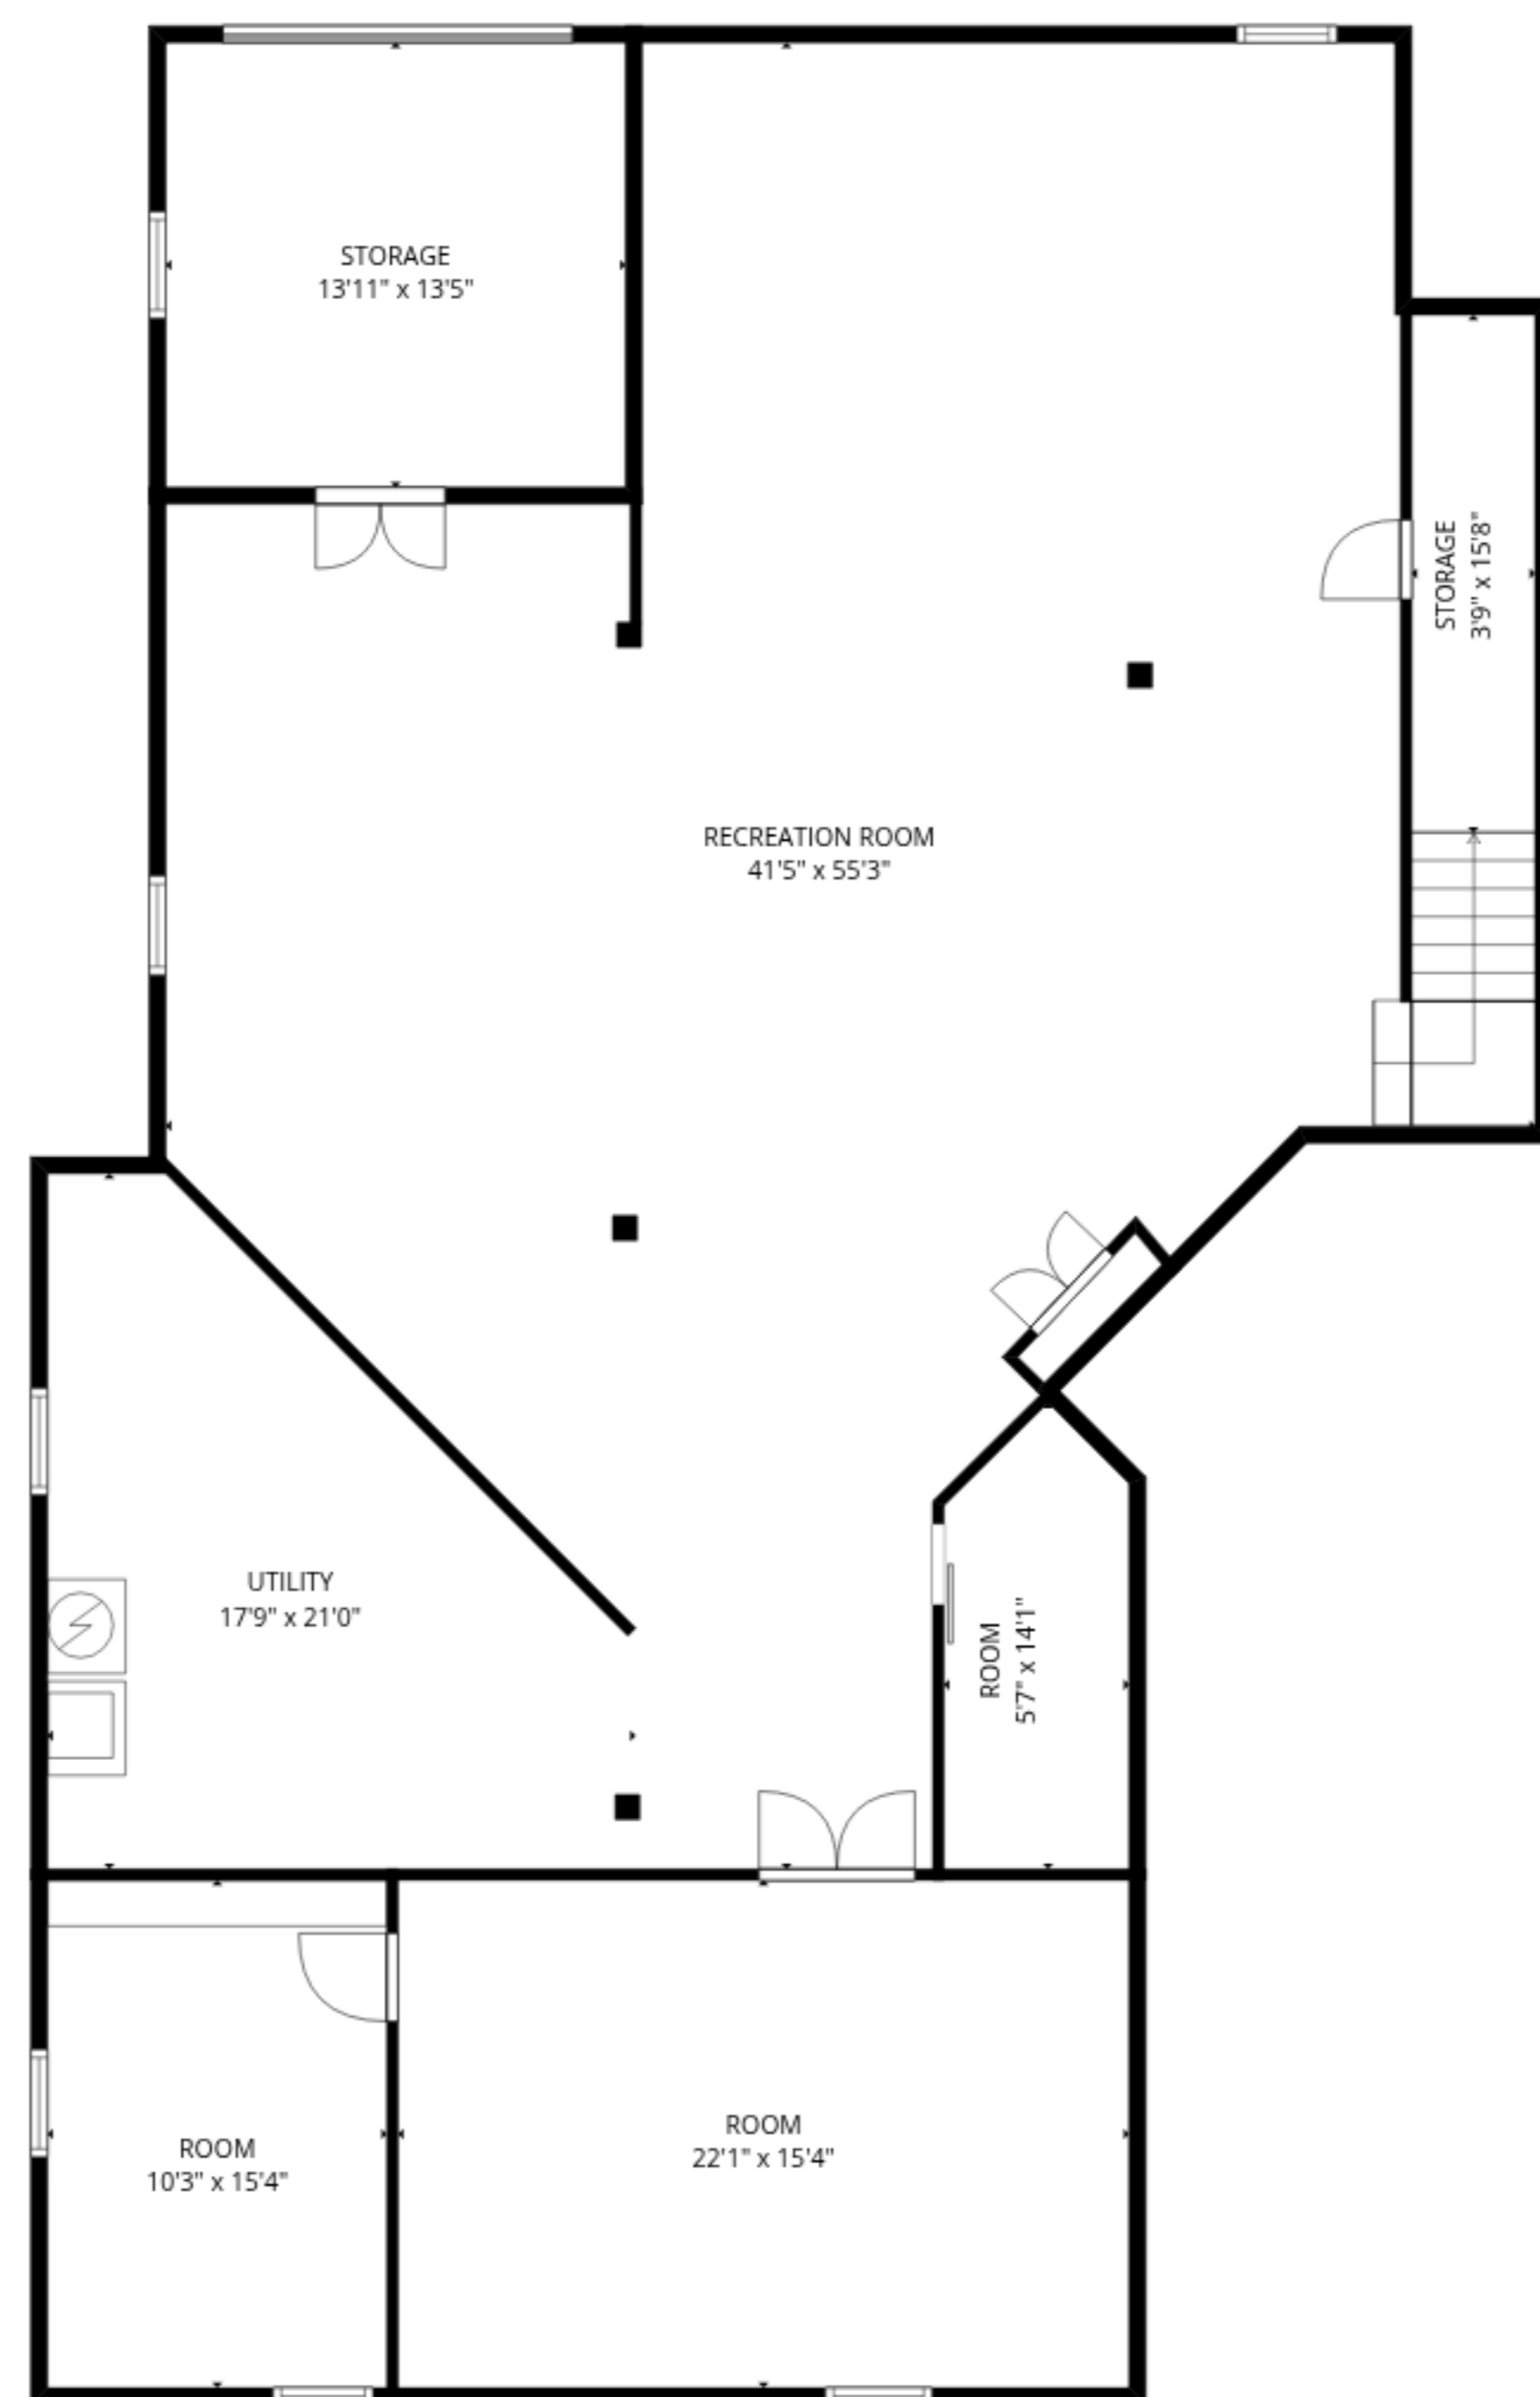 STORAGE
13'11" x 13'5"
STORAGE
3'9" x 15'8"
RECREATION ROOM
41'5" x 55'3"
UTILITY
17'9" x 21'0"
ROOM
5'7" x 14'1"
ROOM
10'3" x 15'4"
ROOM
22'1" x 15'4"